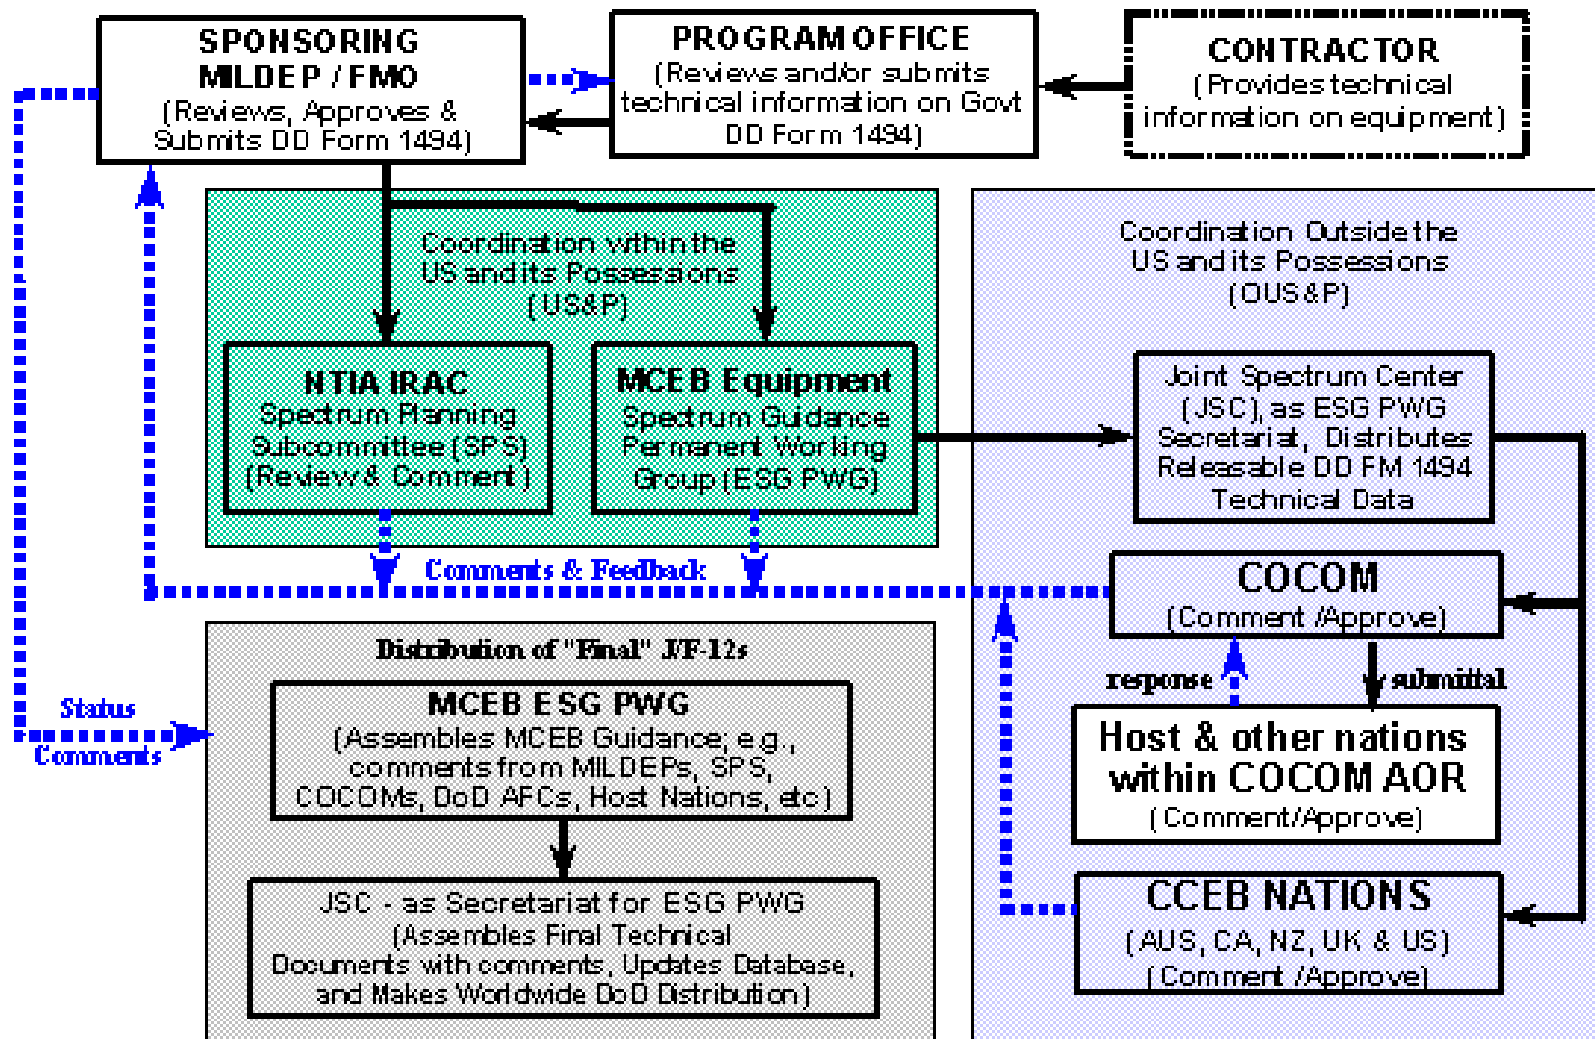 SPONSORING
MILDEP / FMO
(Reviews, Approves &
Submits DD Form 1494)
PROGRAM OFFICE
(Reviews and/or submits
technical information on Govt
DD Form 1494)
CONTRACTOR
(Provides technical
information on equipment)
Coordination within the
US and its Possessions
(US&P)
NTIA IRAC
Spectrum Planning
Subcommittee (SPS)
(Review & Comment)
MCEB Equipment
Spectrum Guidance
Permanent Working
Group (ESG PWG)
Coordination Outside the
US and its Possessions
(OUS&P)
Joint Spectrum Center
(JSC), as ESG PWG
Secretariat, Distributes
Releasable DD FM 1494
Technical Data
Comments & Feedback
COCOM
(Comment /Approve)
response
submittal
Host & other nations
within COCOM AOR
(Comment/Approve)
CCEB NATIONS
(AUS, CA, NZ, UK & US)
(Comment /Approve)
Status
Comments
Distribution of "Final" J/F-12s
MCEB ESG PWG
(Assembles MCEB Guidance; e.g.,
comments from MILDEPs, SPS,
COCOMs, DoD AFCs, Host Nations, etc)
JSC - as Secretariat for ESG PWG
(Assembles Final Technical
Documents with comments, Updates Database,
and Makes Worldwide DoD Distribution)